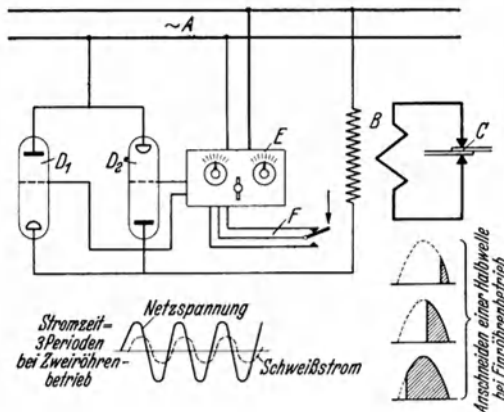 ~A
B
C
E
D₁
D₂
F
Netzspannung
Stromzeit=
3 Perioden
bei Zweiröhren-
betrieb
Schweißstrom
Anschneiden einer Halbwelle
bei Einröhrenbetrieb